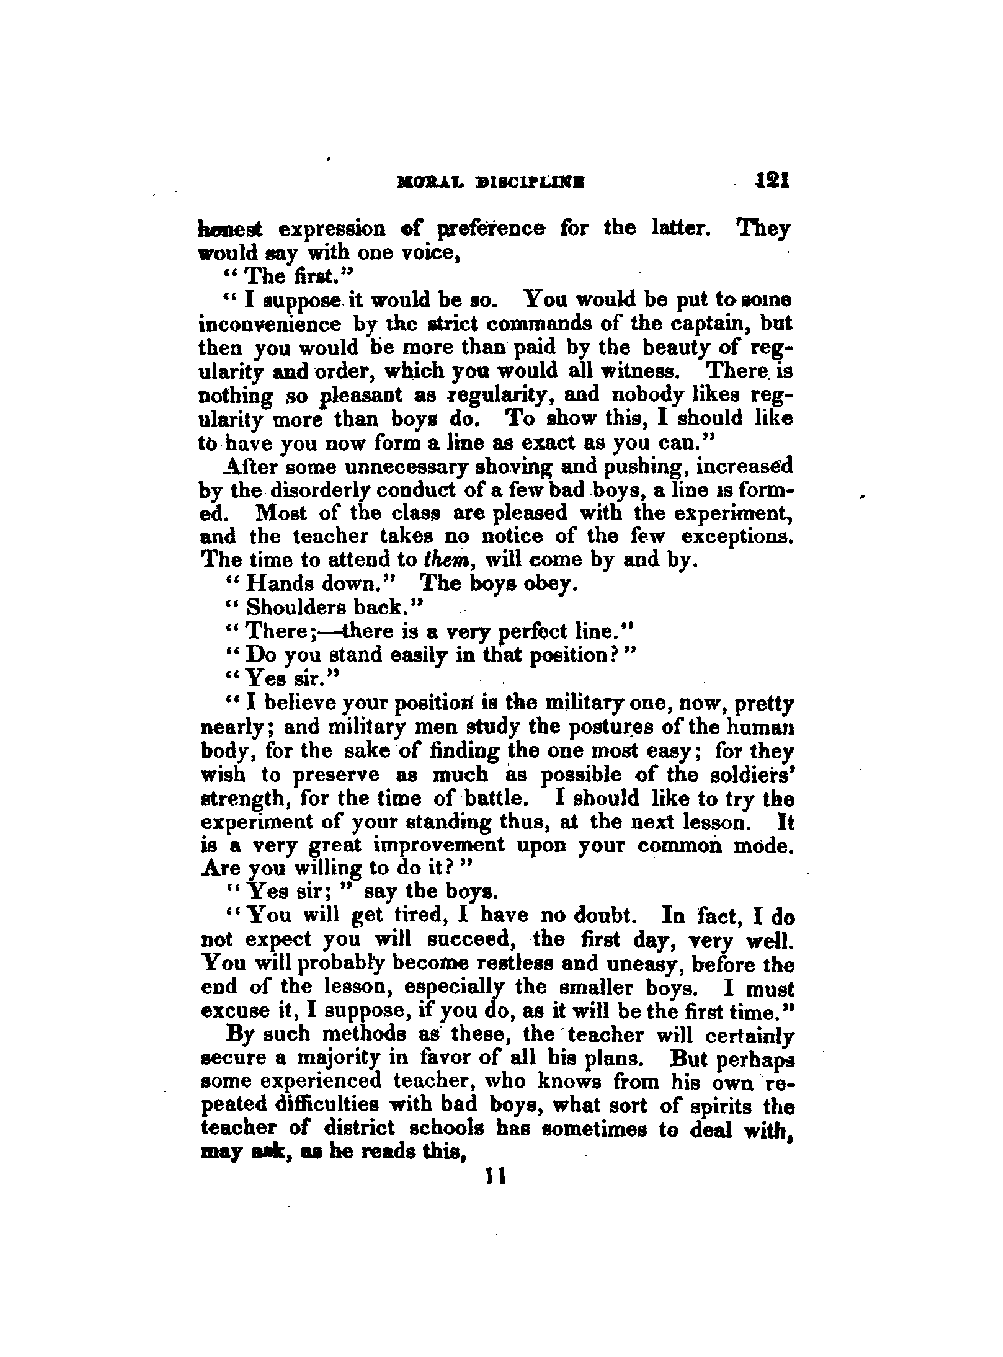 MORAL DISCIPLINE 121
honest expression of preference for the latter. They
would say with one voice,
“ The first.”
“ I suppose it would be so. You would be put to some
inconvenience by the strict commands of the captain, but
then you would be more than paid by the beauty of reg-
ularity and order, which you would all witness. There is
nothing so pleasant as regularity, and nobody likes reg-
ularity more than boys do. To show this, I should like
to have you now form a line as exact as you can.”
After some unnecessary shoving and pushing, increased
by the disorderly conduct of a few bad boys, a line is form-
ed. Most of the class are pleased with the experiment,
and the teacher takes no notice of the few exceptions.
The time to attend to them, will come by and by.
“ Hands down.” The boys obey.
“ Shoulders back.”
“ There;—there is a very perfect line.”
“ Do you stand easily in that position? ”
“ Yes sir.”
“ I believe your position is the military one, now, pretty
nearly; and military men study the postures of the human
body, for the sake of finding the one most easy; for they
wish to preserve as much as possible of the soldiers’
strength, for the time of battle. I should like to try the
experiment of your standing thus, at the next lesson. It
is a very great improvement upon your common mode.
Are you willing to do it? ”
“ Yes sir; ” say the boys.
“ You will get tired, I have no doubt. In fact, I do
not expect you will succeed, the first day, very well.
You will probably become restless and uneasy, before the
end of the lesson, especially the smaller boys. I must
excuse it, I suppose, if you do, as it will be the first time.”
By such methods as these, the teacher will certainly
secure a majority in favor of all his plans. But perhaps
some experienced teacher, who knows from his own re-
peated difficulties with bad boys, what sort of spirits the
teacher of district schools has sometimes to deal with,
may ask, as he reads this,
11